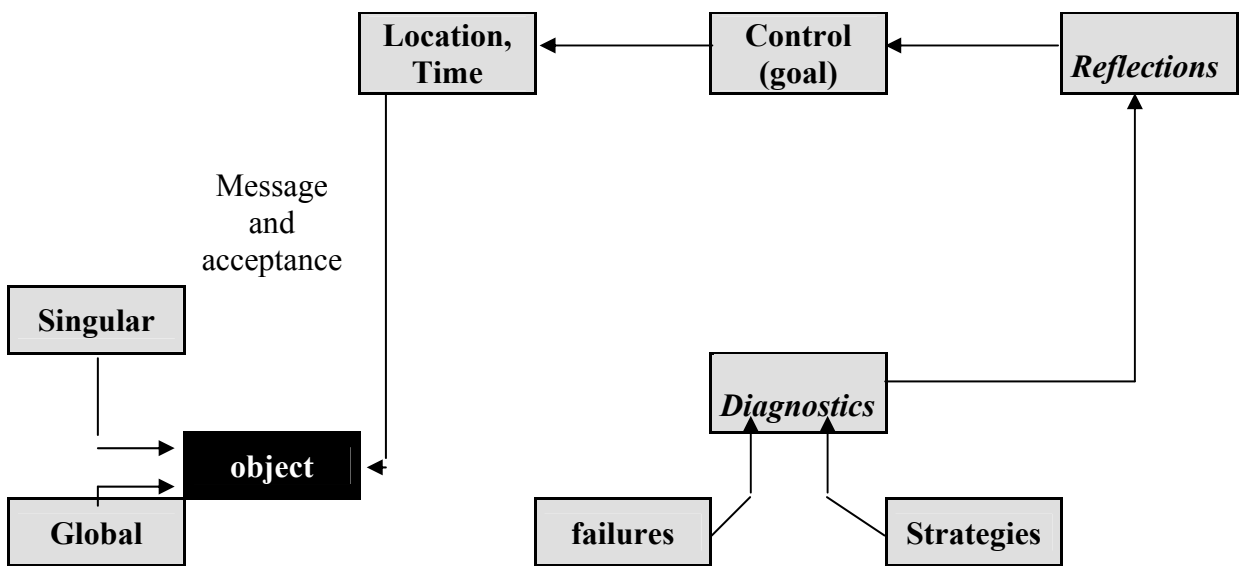 Location,
Time
Control
(goal)
Reflections
Message
and
acceptance
Singular
Diagnostics
object
Global
failures
Strategies